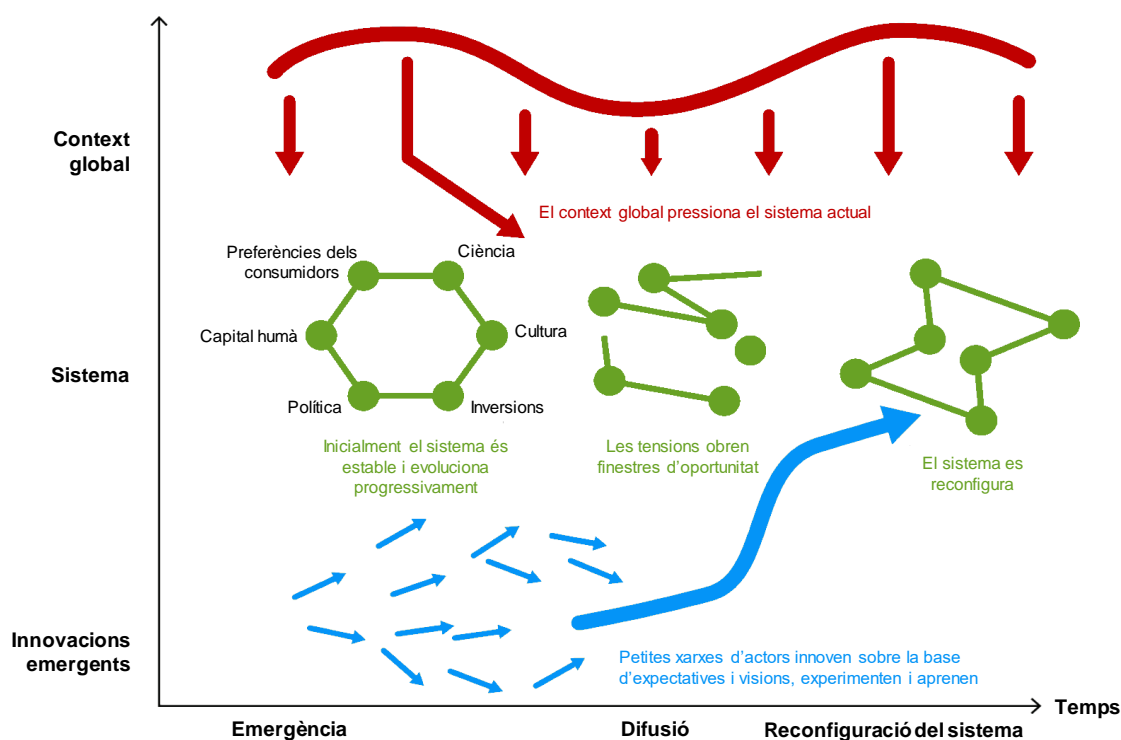 Context
global
El context global pressiona el sistema actual
Preferències dels
consumidors
Ciència
Capital humà
Cultura
Sistema
Política
Inversions
Inicialment el sistema és
estable i evoluciona
progressivament
Les tensions obren
finestres d’oportunitat
El sistema es
reconfigura
Innovacions
emergents
Petites xarxes d’actors innoven sobre la base
d’expectatives i visions, experimenten i aprenen
Temps
Emergència
Difusió
Reconfiguració del sistema